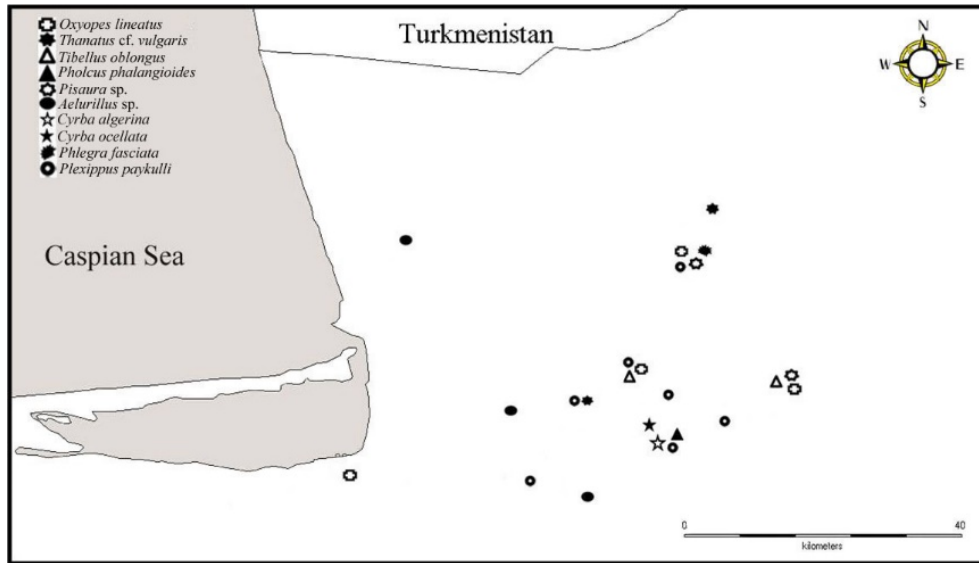 Oxyopes lineatus
Thanatus cf. vulgaris
Tibellus oblongus
Pholcus phalangioides
Pisaura sp.
Aelurillus sp.
Cyrba algerina
Cyrba ocellata
Phlegra fasciata
Plexippus paykulli
Turkmenistan
N
W E
S
Caspian Sea
0 40
kilometers